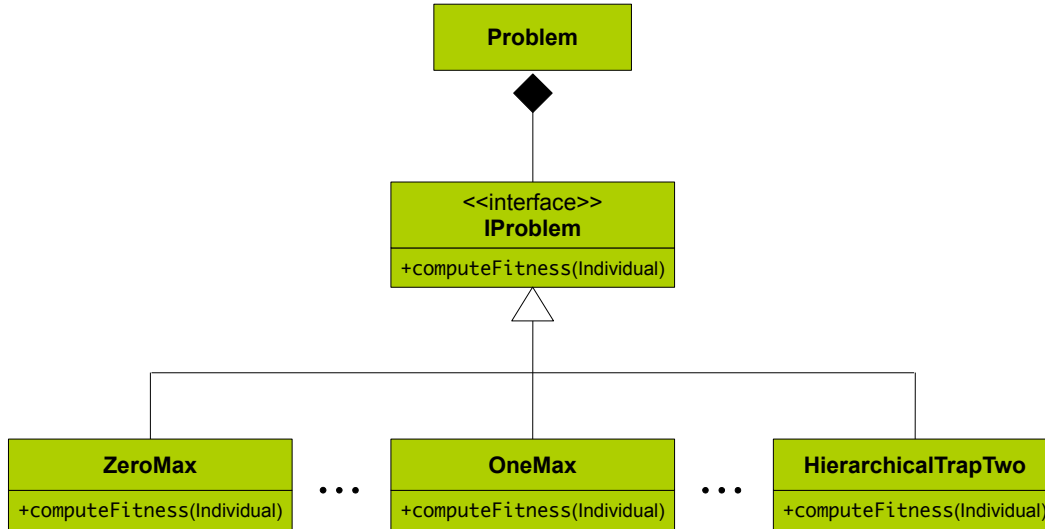 Problem
<<interface>>
IProblem
+computeFitness(Individual)
ZeroMax
+computeFitness(Individual)
...
OneMax
+computeFitness(Individual)
...
HierarchicalTrapTwo
+computeFitness(Individual)